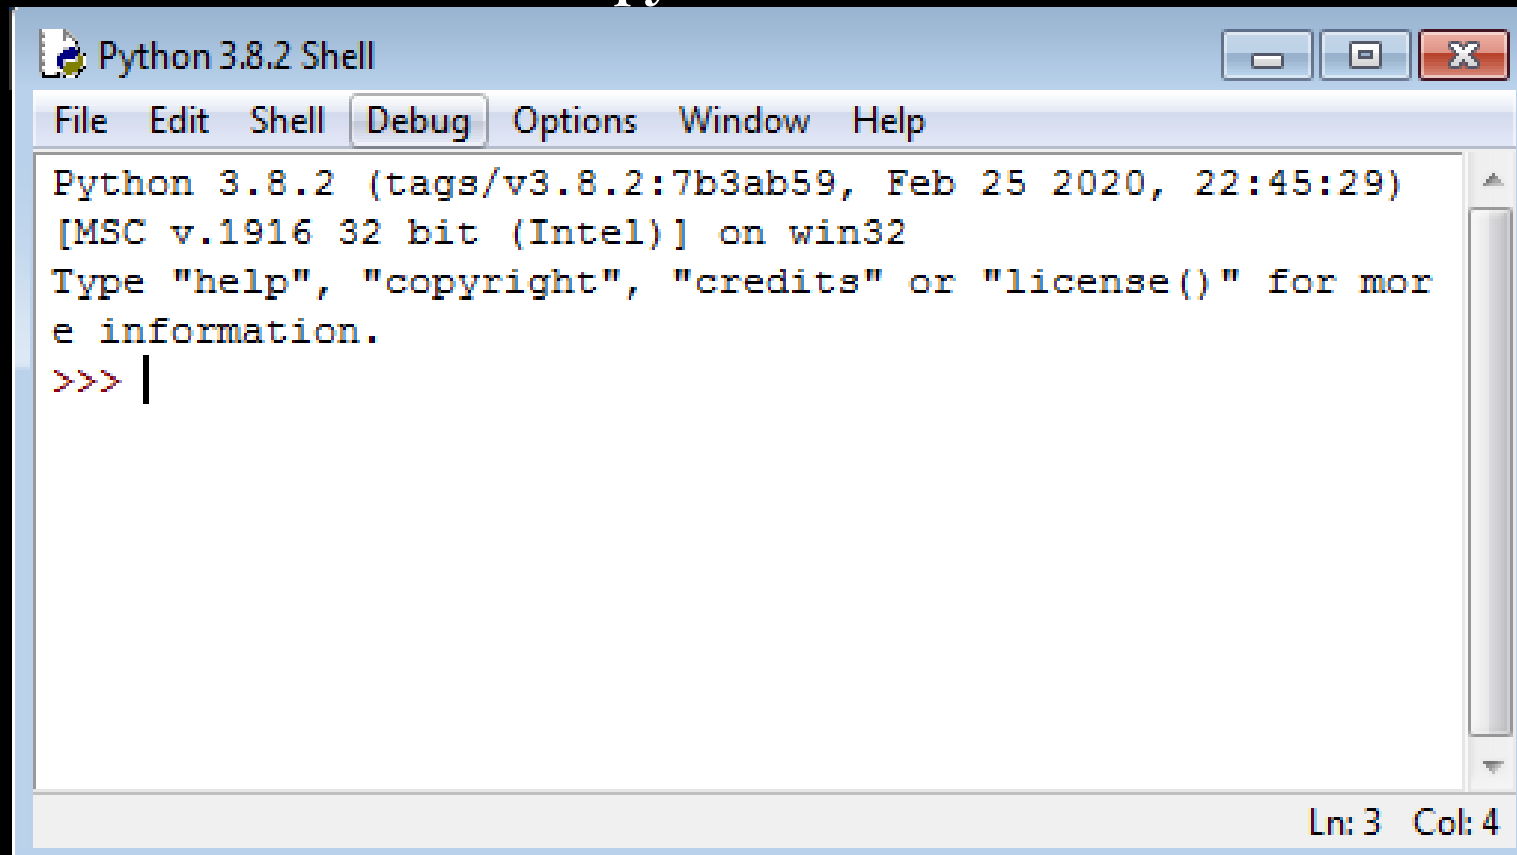 py
Python 3.8.2 Shell
File Edit Shell Debug Options Window Help
Python 3.8.2 (tags/v3.8.2:7b3ab59, Feb 25 2020, 22:45:29)
[MSC v.1916 32 bit (Intel)] on win32
Type "help", "copyright", "credits" or "license()" for mor
e information.
>>>
Ln: 3 Col: 4